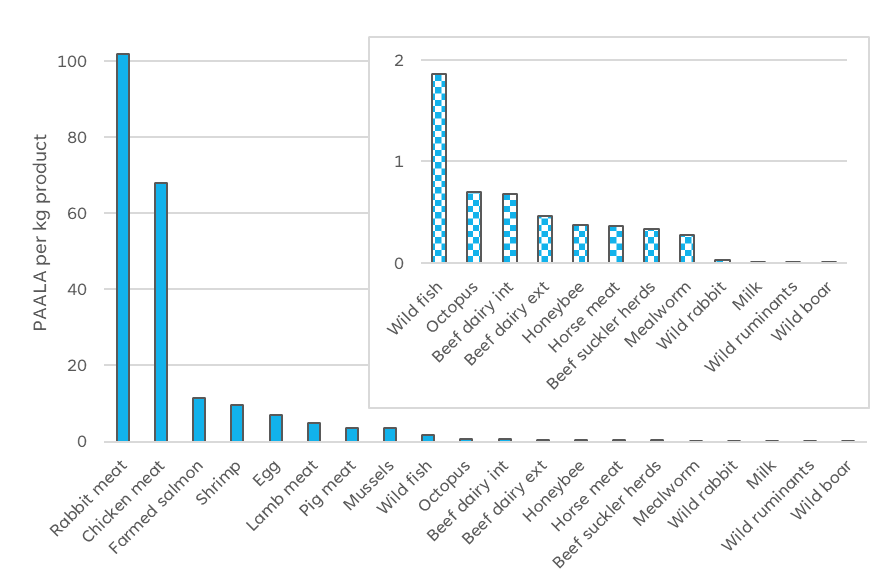 PAALA per kg product
100
80
60
40
20
0
Rabbit meat
Chicken meat
Farmed salmon
Shrimp
Egg
Lamb meat
Pig meat
Mussels
Wild fish
Octopus
Beef dairy int
Beef dairy ext
Honeybee
Horse meat
Beef suckler herds
Mealworm
Wild rabbit
Milk
Wild ruminants
Wild boar
2
1
0
Wild fish
Octopus
Beef dairy int
Beef dairy ext
Honeybee
Horse meat
Beef suckler herds
Mealworm
Wild rabbit
Milk
Wild ruminants
Wild boar